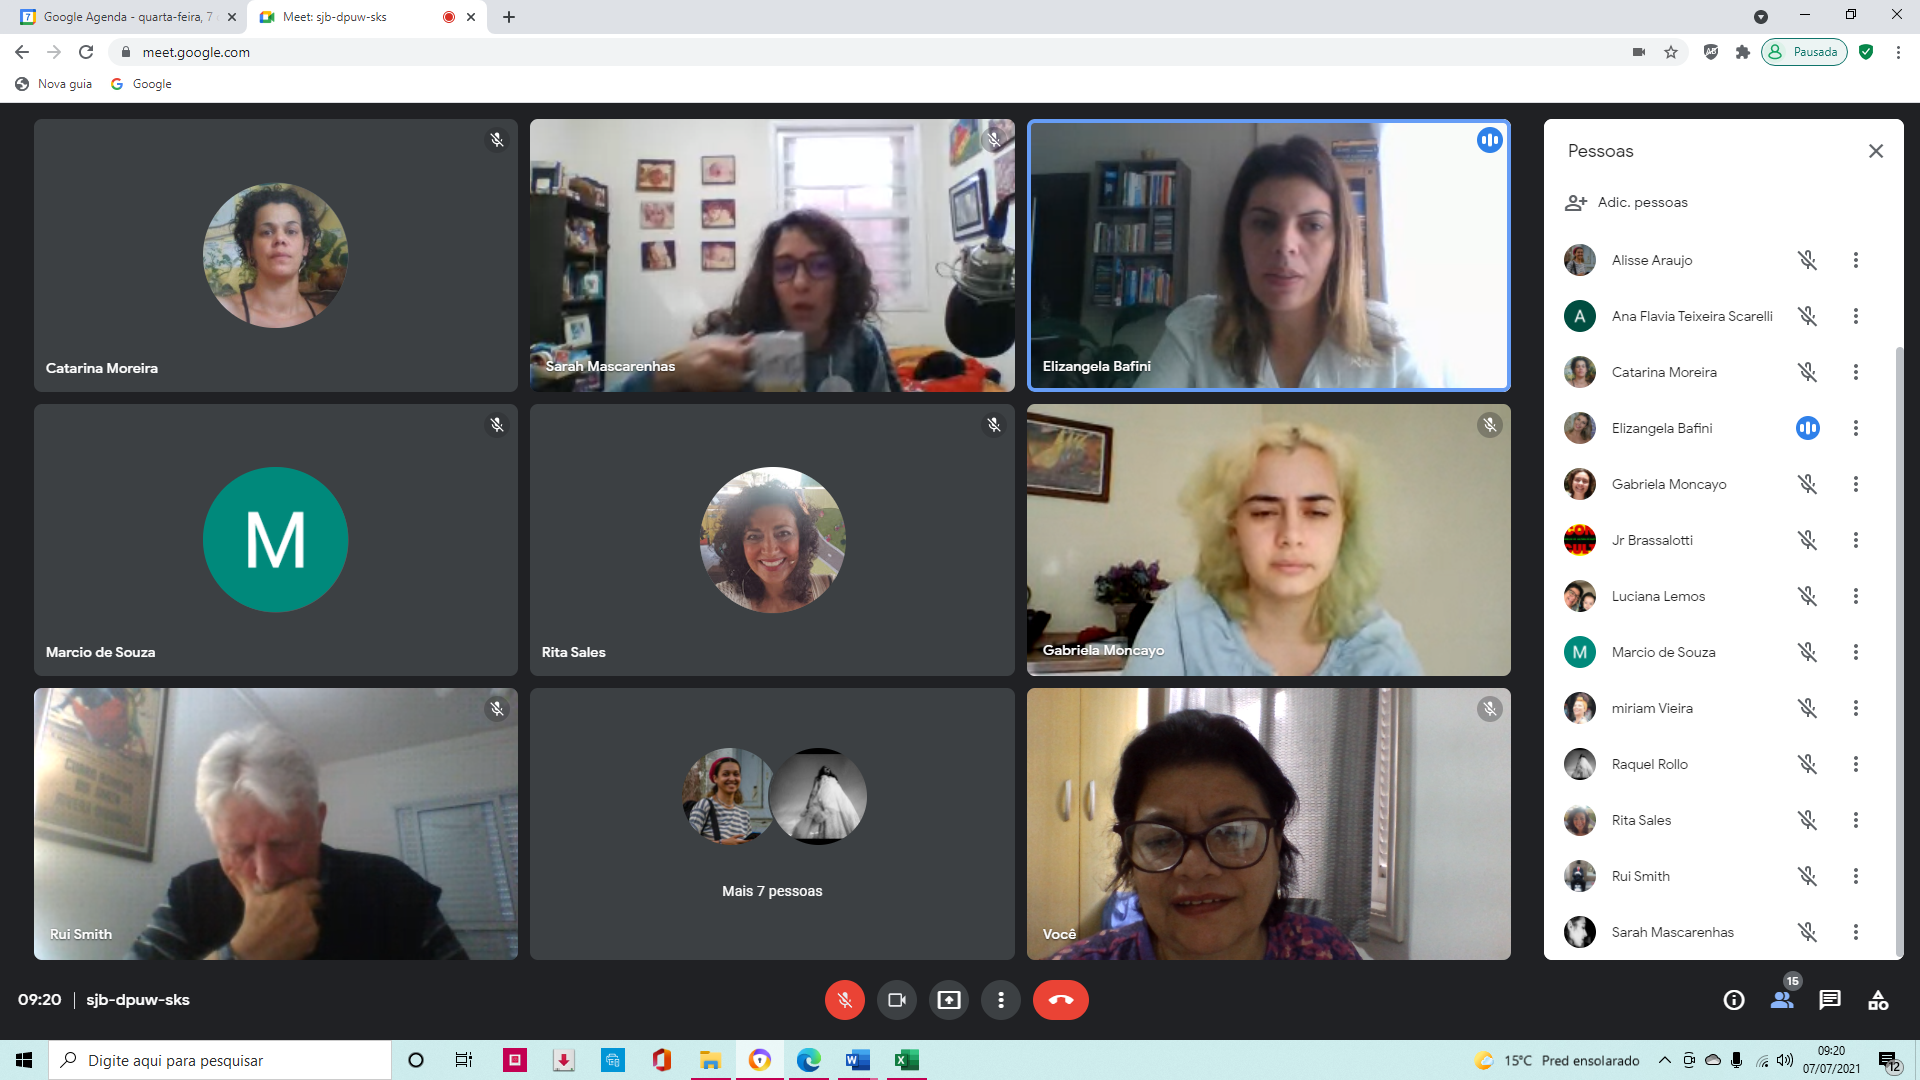 Google Agenda - quarta-feira, 7
Meet: sjb-dpuw-sks
meet.google.com
Pausada
Nova guia
Google
Catarina Moreira
Sarah Mascarenhas
Elizangela Bafini
M
Marcio de Souza
Rita Sales
Gabriela Moncayo
Rui Smith
Mais 7 pessoas
Você
Pessoas
Adic. pessoas
Alisse Araujo
A
Ana Flavia Teixeira Scarelli
Catarina Moreira
Elizangela Bafini
Gabriela Moncayo
Jr Brassalotti
Luciana Lemos
M
Marcio de Souza
miriam Vieira
Raquel Rollo
Rita Sales
Rui Smith
Sarah Mascarenhas
09:20 | sjb-dpuw-sks
15
Digite aqui para pesquisar
15°C Pred ensolarado
09:20
07/07/2021
12